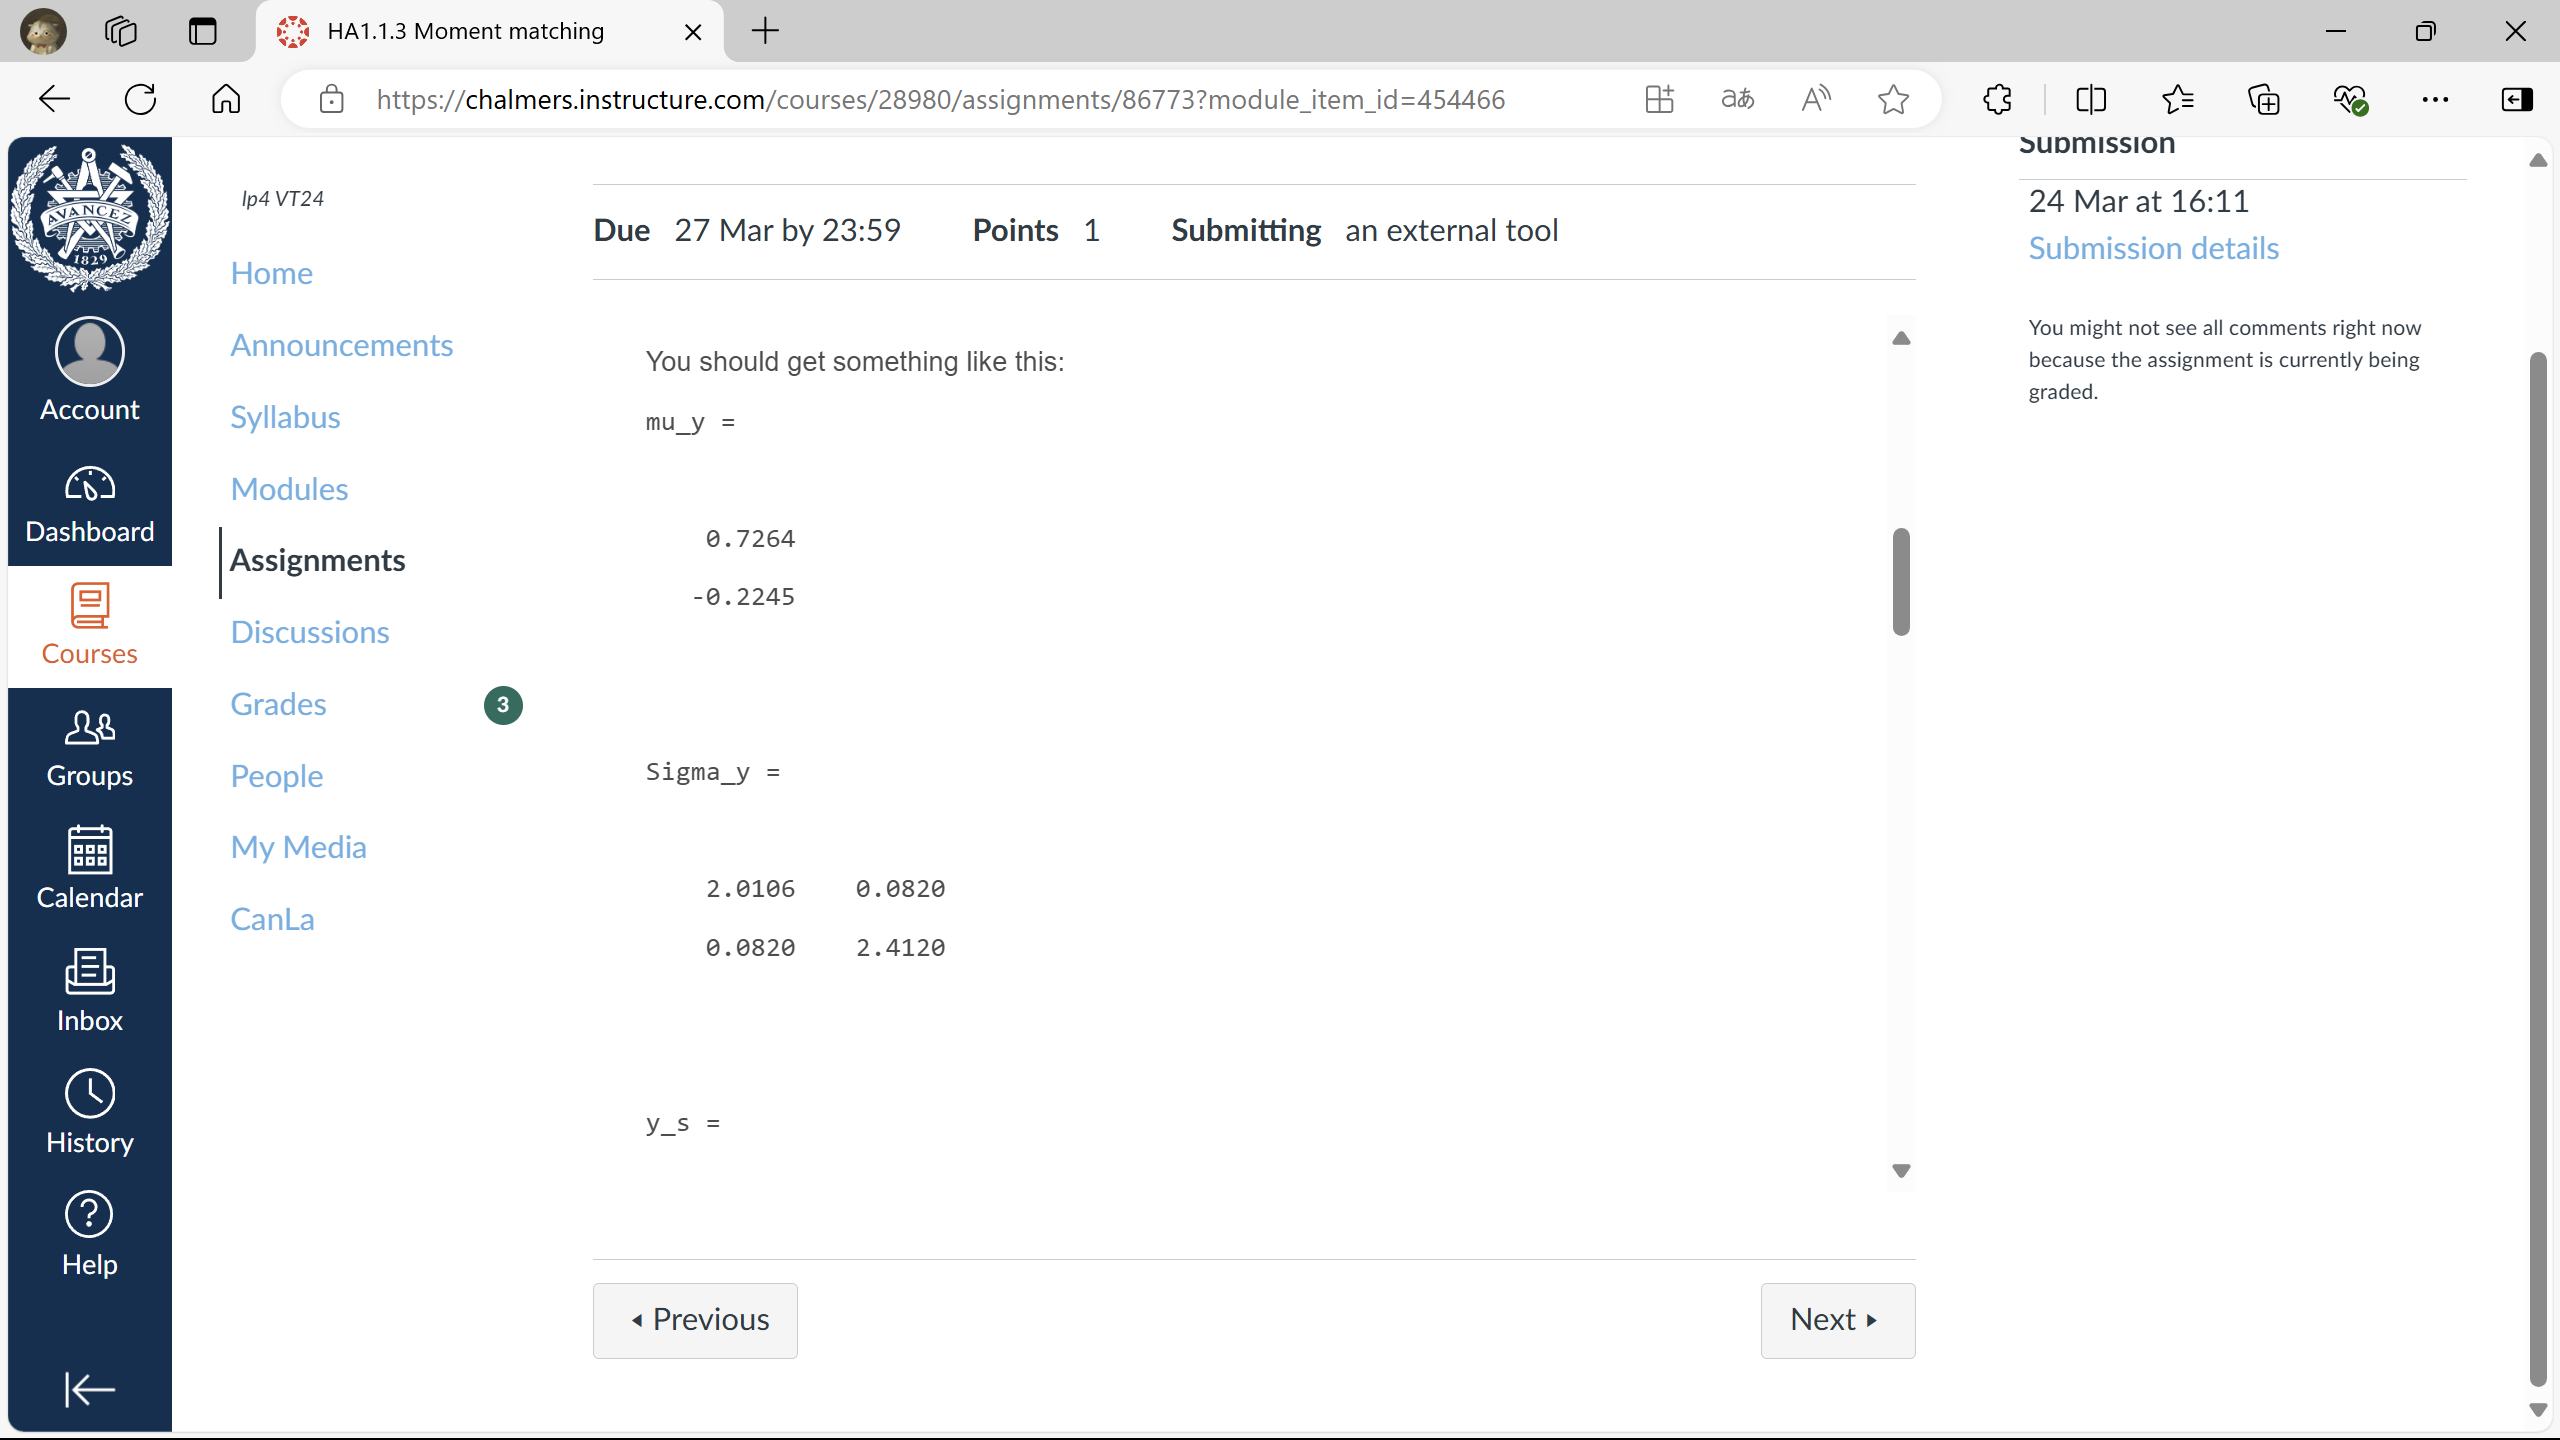 HA1.1.3 Moment matching
https://chalmers.instructure.com/courses/28980/assignments/86773?module_item_id=454466
AVANCEZ
1829
Account
Dashboard
Courses
Groups
Calendar
Inbox
History
Help
lp4 VT24
Home
Announcements
Syllabus
Modules
Assignments
Discussions
Grades 3
People
My Media
CanLa
Due 27 Mar by 23:59 Points 1 Submitting an external tool
You should get something like this:
mu_y =
0.7264
-0.2245
Sigma_y =
2.0106 0.0820
0.0820 2.4120
y_s =
Previous
Next
Submission
24 Mar at 16:11
Submission details
You might not see all comments right now
because the assignment is currently being
graded.